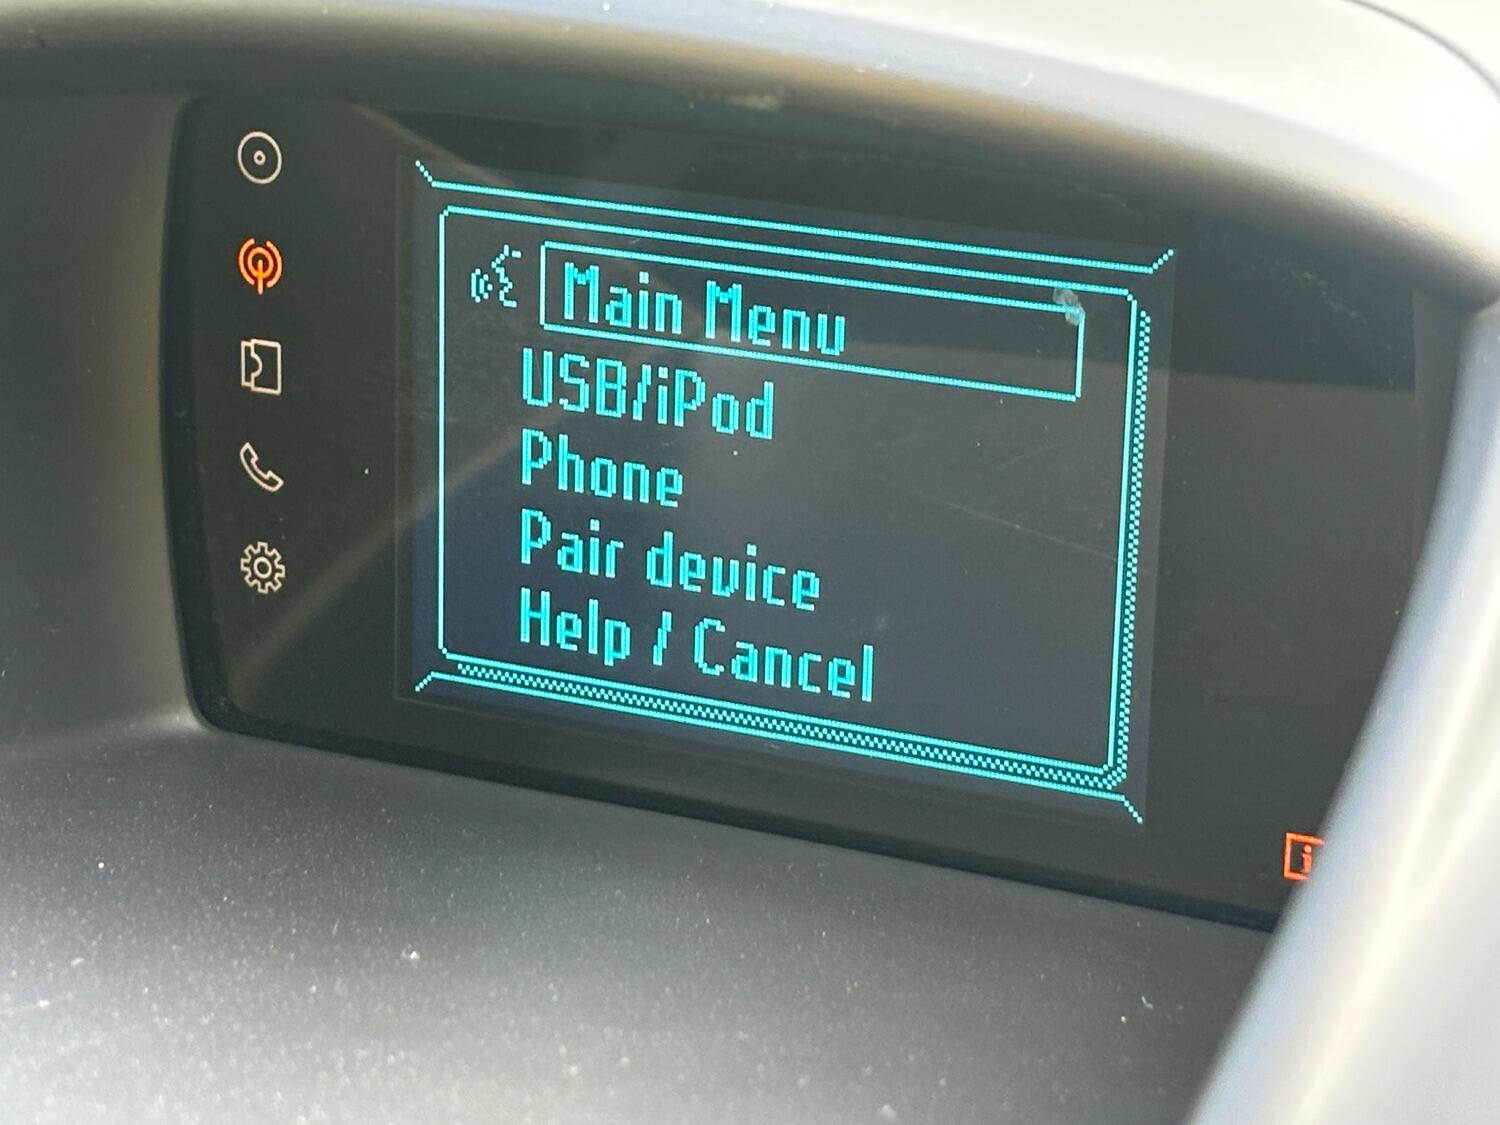 Main Menu
USB/iPod
Phone
Pair device
Help / Cancel